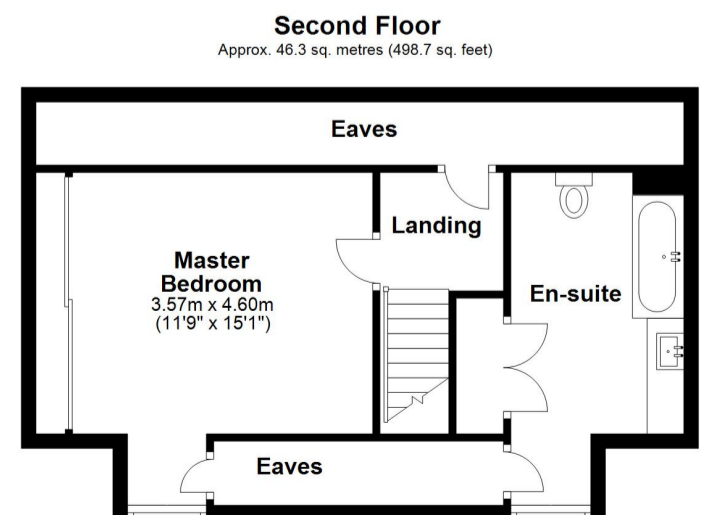 Second Floor
Approx. 46.3 sq. metres (498.7 sq. feet)
Eaves
Landing
Master
Bedroom
3.57m x 4.60m
(11'9" x 15'1")
En-suite
Eaves